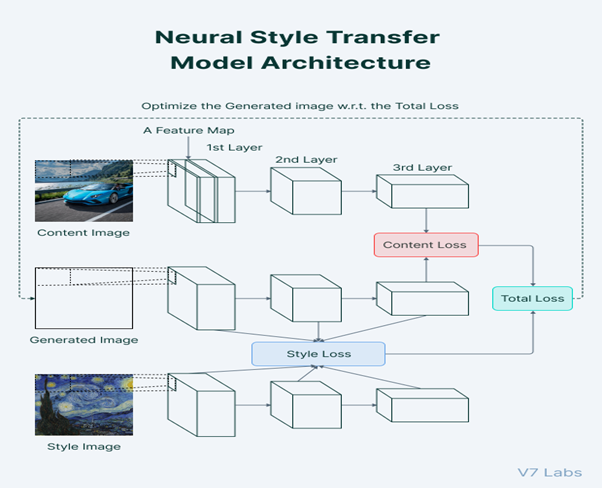 Neural Style Transfer
Model Architecture
Optimize the Generated image w.r.t. the Total Loss
A Feature Map
1st Layer
2nd Layer
3rd Layer
Content Image
Content Loss
Total Loss
Generated Image
Style Loss
Style Image
V7 Labs